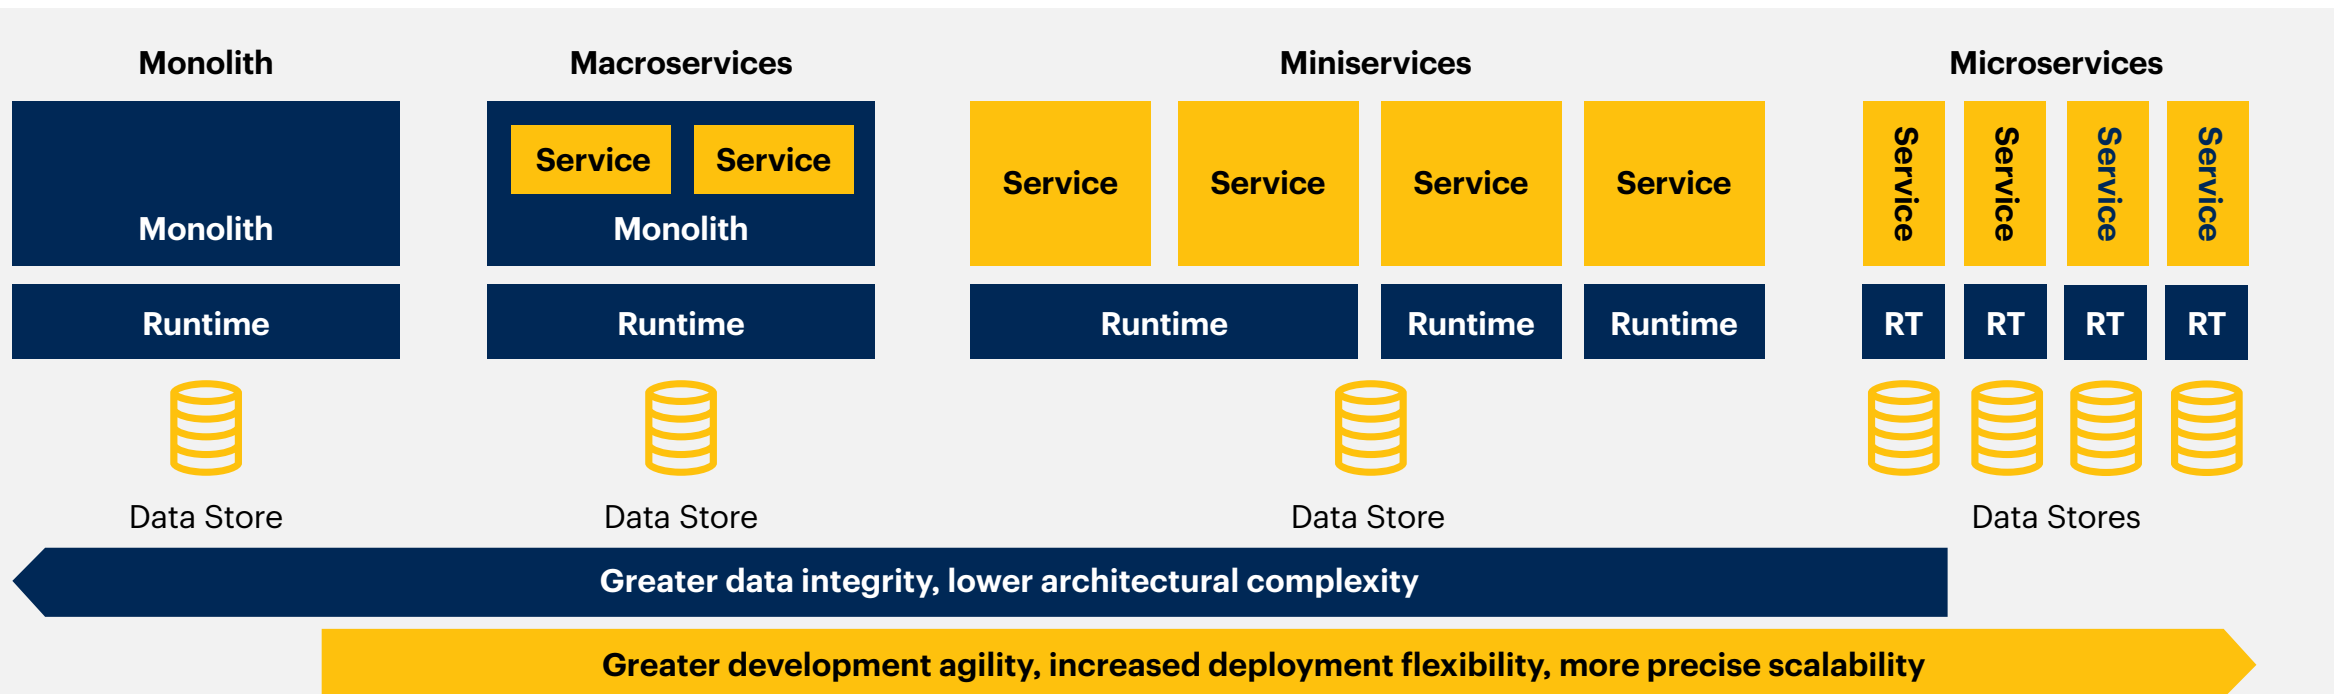 Monolith
Macroservices
Miniservices
Microservices
Monolith
Service
Service
Monolith
Service
Service
Service
Service
Service
Service
Service
Service
Runtime
Runtime
Runtime
Runtime
Runtime
RT
RT
RT
RT
Data Store
Data Store
Data Store
Data Stores
Greater data integrity, lower architectural complexity
Greater development agility, increased deployment flexibility, more precise scalability